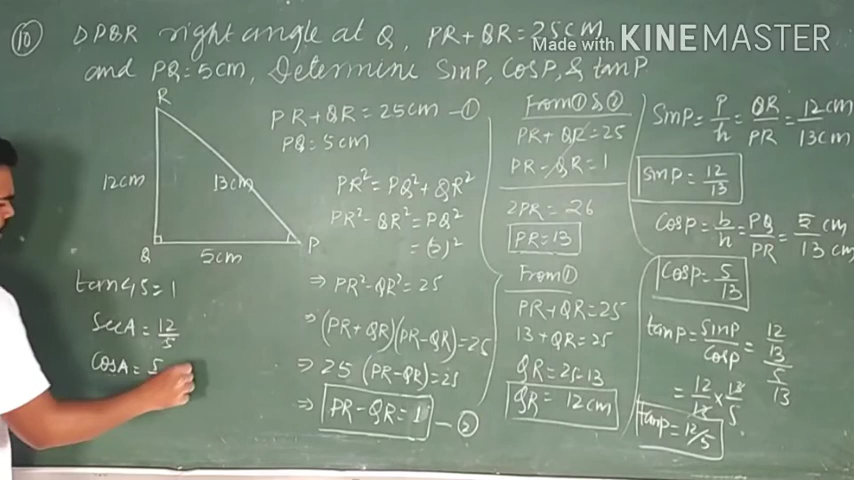 10) ΔPQR right angle at Q, PR + QR = 25cm
and PQ = 5cm, Determine SinP, CosP, & tanP.
Made with KINEMASTER
R
12cm
13cm
Q
5cm
P
tan45 = 1
SecA = 12/5
CosA = 5
PR + QR = 25cm —①
PQ = 5cm
PR² = PQ² + QR²
PR² - QR² = PQ²
= (5)²
⇒ PR² - QR² = 25
⇒ (PR + QR)(PR - QR) = 25
⇒ 25 (PR - QR) = 25
⇒ PR - QR = 1 —②
From ① & ②
PR + QR = 25
PR - QR = 1
2PR = 26
PR = 13
From ①
PR + QR = 25
13 + QR = 25
QR = 25 - 13
QR = 12cm
SinP = P/h = QR/PR = 12cm/13cm
SinP = 12/13
CosP = b/h = PQ/PR = 5cm/13cm
CosP = 5/13
tanP = SinP/CosP = 12/13 / 5/13
= 12/13 × 13/5
tanP = 12/5